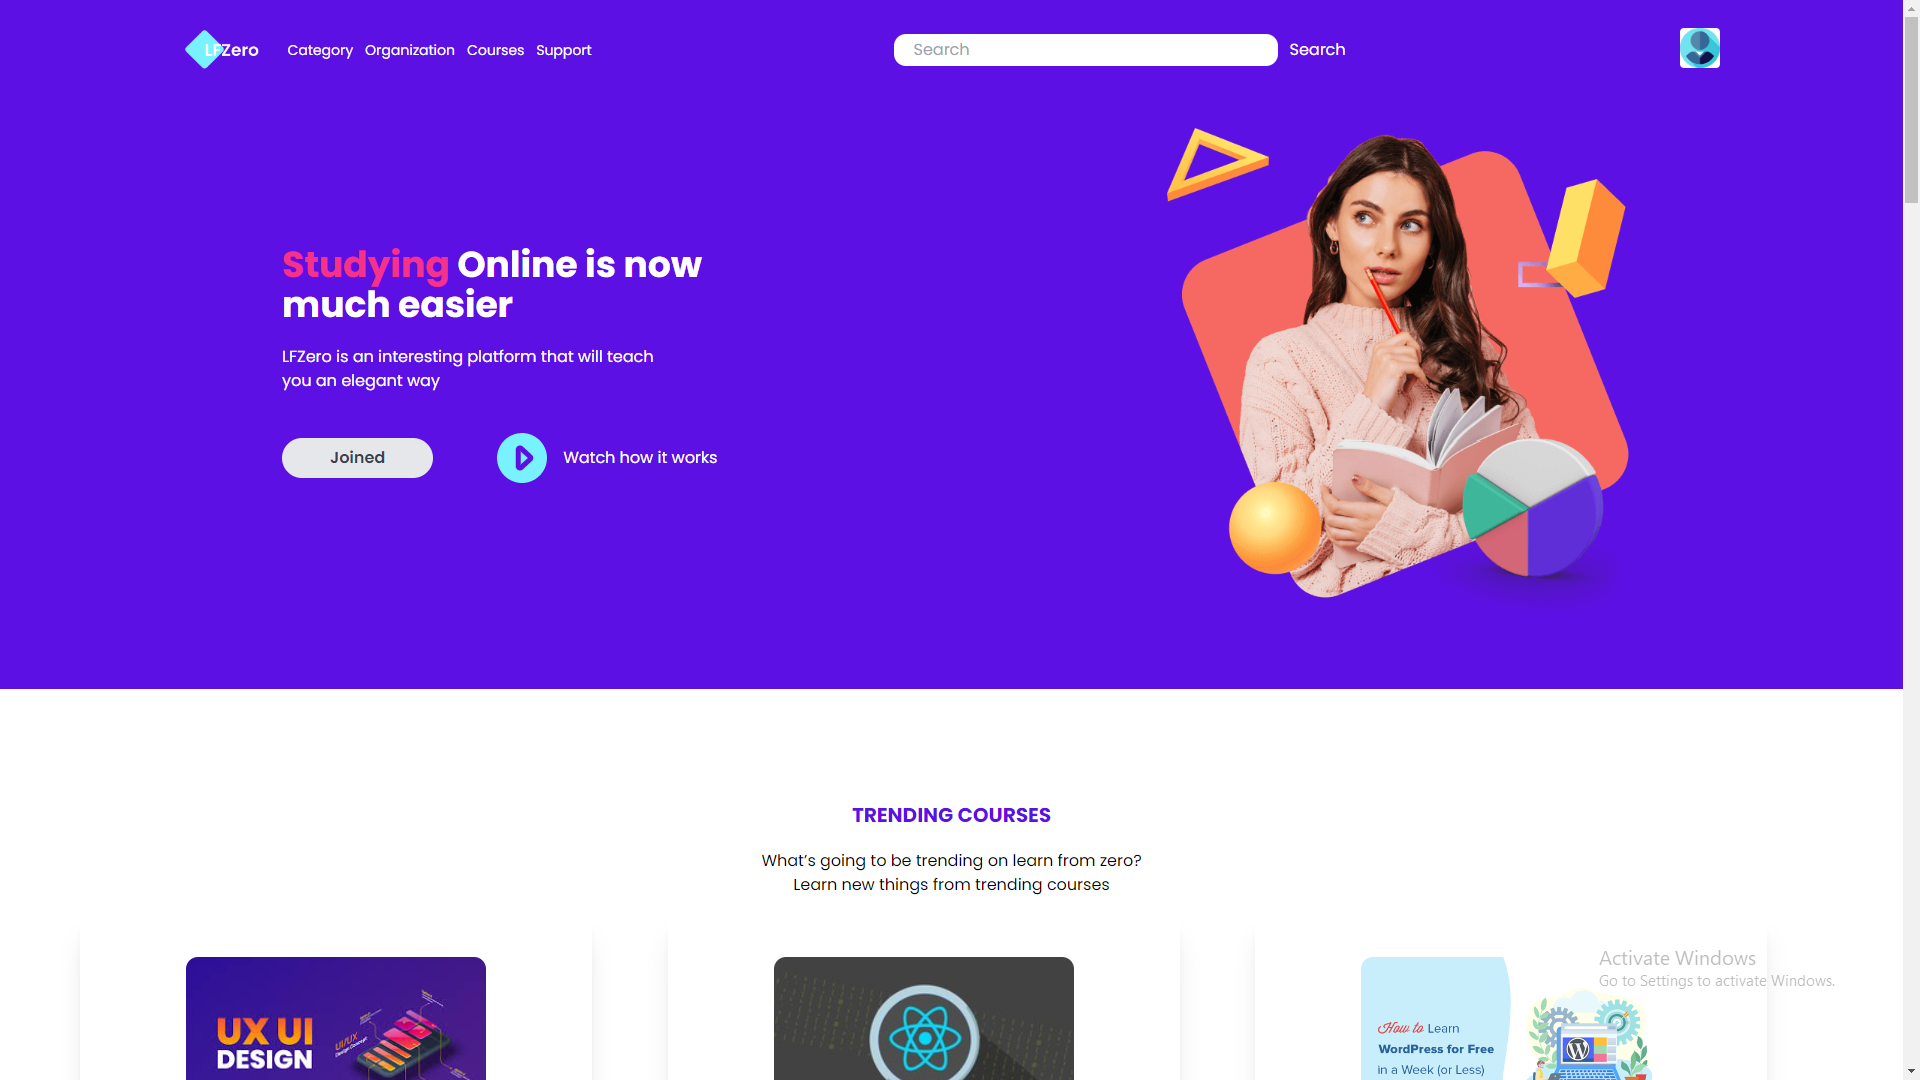 LFZero
Category Organization Courses Support
Search
Search
Studying Online is now
much easier
LFZero is an interesting platform that will teach
you an elegant way
Joined
Watch how it works
TRENDING COURSES
What's going to be trending on learn from zero?
Learn new things from trending courses
UX UI
DESIGN
UI/UX
How to Learn
WordPress for Free
in a Week (or Less)
Activate Windows
Go to Settings to activate Windows.